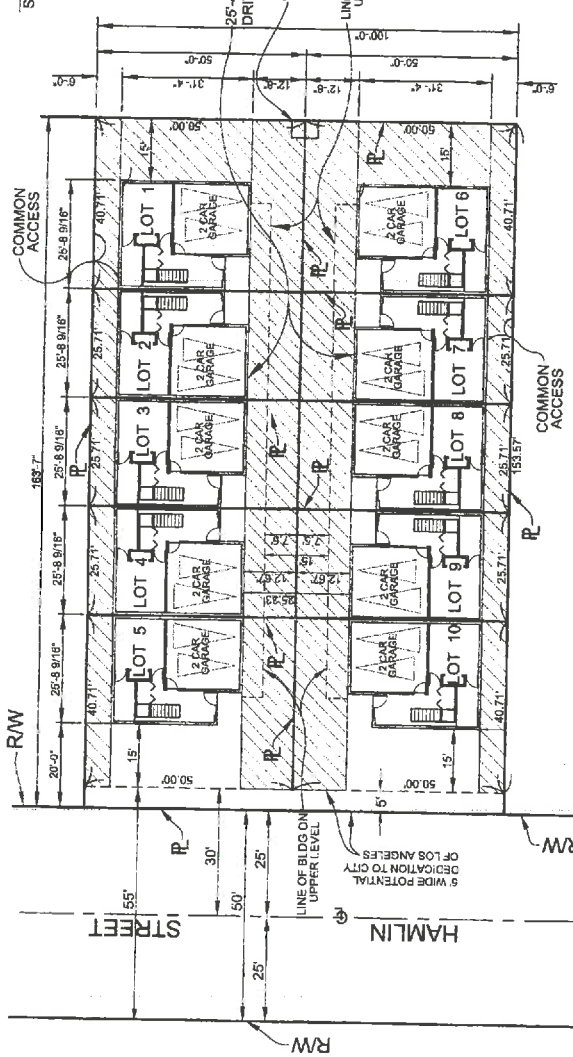 S
COMMON
ACCESS
R/W
163'-7"
20'-0"
25'-8 9/16"
25'-8 9/16"
25'-8 9/16"
25'-8 9/16"
25'-8 9/16"
40.71'
25.71'
25.71'
25.71'
40.71'
15'
15'
LOT 5
LOT 4
LOT 3
LOT 2
LOT 1
2 CAR
GARAGE
2 CAR
GARAGE
2 CAR
GARAGE
2 CAR
GARAGE
2 CAR
GARAGE
50.00'
50.00'
6'-0"
31'-4"
12'-8"
12'-8"
31'-4"
6'-0"
50'-0"
50'-0"
100'-0"
25'-
DRI
LIN
U
PL
7.5'
7.5'
15'
12.67'
12.67'
25.33'
2 CAR
GARAGE
2 CAR
GARAGE
2 CAR
GARAGE
2 CAR
GARAGE
2 CAR
GARAGE
LOT 10
LOT 9
LOT 8
LOT 7
LOT 6
50.00'
50.00'
15'
15'
25.71'
25.71'
25.71'
40.71'
153.57'
COMMON
ACCESS
LINE OF BLDG ON
UPPER LEVEL
5' WIDE POTENTIAL
DEDICATION TO CITY
OF LOS ANGELES
5'
55'
30'
50'
25'
25'
HAMLIN
STREET
R/W
R/W